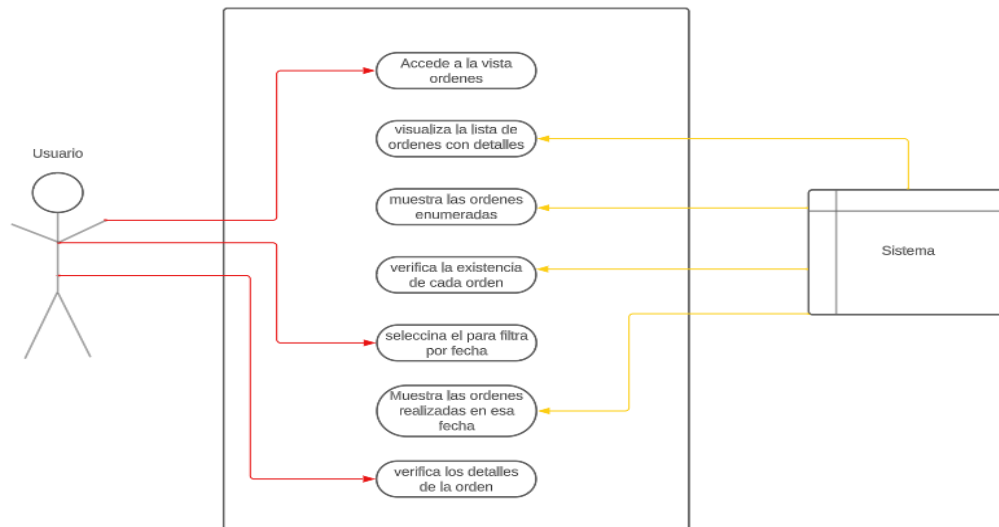 Accede a la vista
ordenes
visualiza la lista de
ordenes con detalles
Usuario
muestra las ordenes
enumeradas
Sistema
verifica la existencia
de cada orden
seleccina el para filtra
por fecha
Muestra las ordenes
realizadas en esa
fecha
verifica los detalles
de la orden